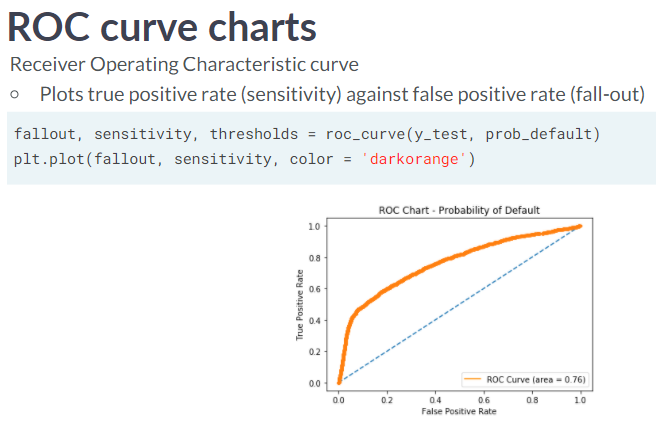 ROC curve charts
Receiver Operating Characteristic curve
○ Plots true positive rate (sensitivity) against false positive rate (fall-out)
fallout, sensitivity, thresholds = roc_curve(y_test, prob_default)
plt.plot(fallout, sensitivity, color = 'darkorange')
ROC Chart - Probability of Default
1.0
0.8
0.6
0.4
0.2
0.0
True Positive Rate
ROC Curve (area = 0.76)
0.0 0.2 0.4 0.6 0.8 1.0
False Positive Rate